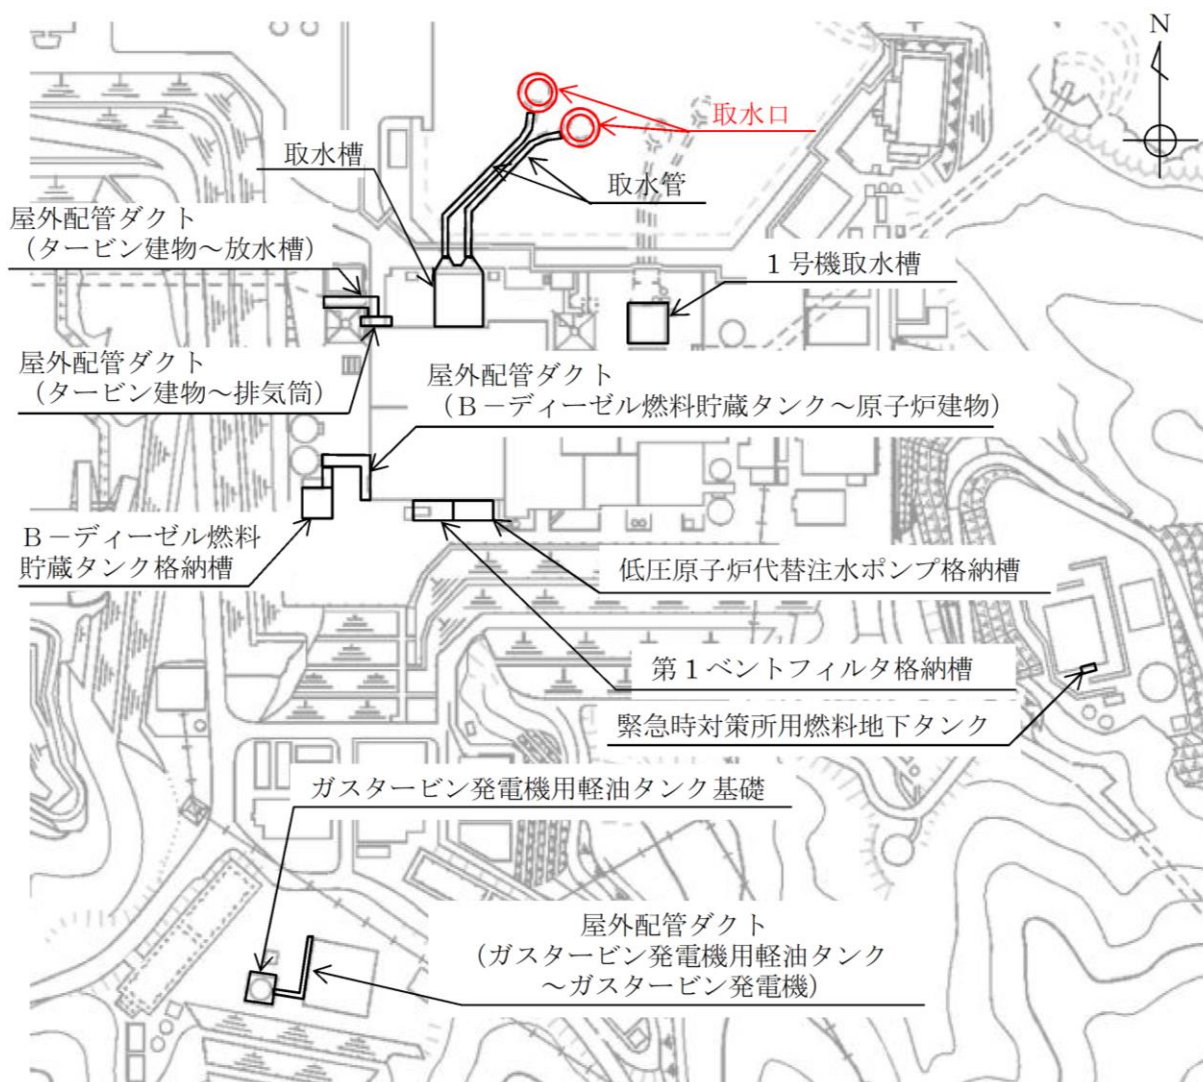 N
取水口
取水槽
取水管
屋外配管ダクト
（タービン建物～放水槽）
１号機取水槽
屋外配管ダクト
（タービン建物～排気筒）
屋外配管ダクト
（Ｂ－ディーゼル燃料貯蔵タンク～原子炉建物）
Ｂ－ディーゼル燃料
貯蔵タンク格納槽
低圧原子炉代替注水ポンプ格納槽
第１ベントフィルタ格納槽
緊急時対策所用燃料地下タンク
ガスタービン発電機用軽油タンク基礎
屋外配管ダクト
（ガスタービン発電機用軽油タンク
～ガスタービン発電機）